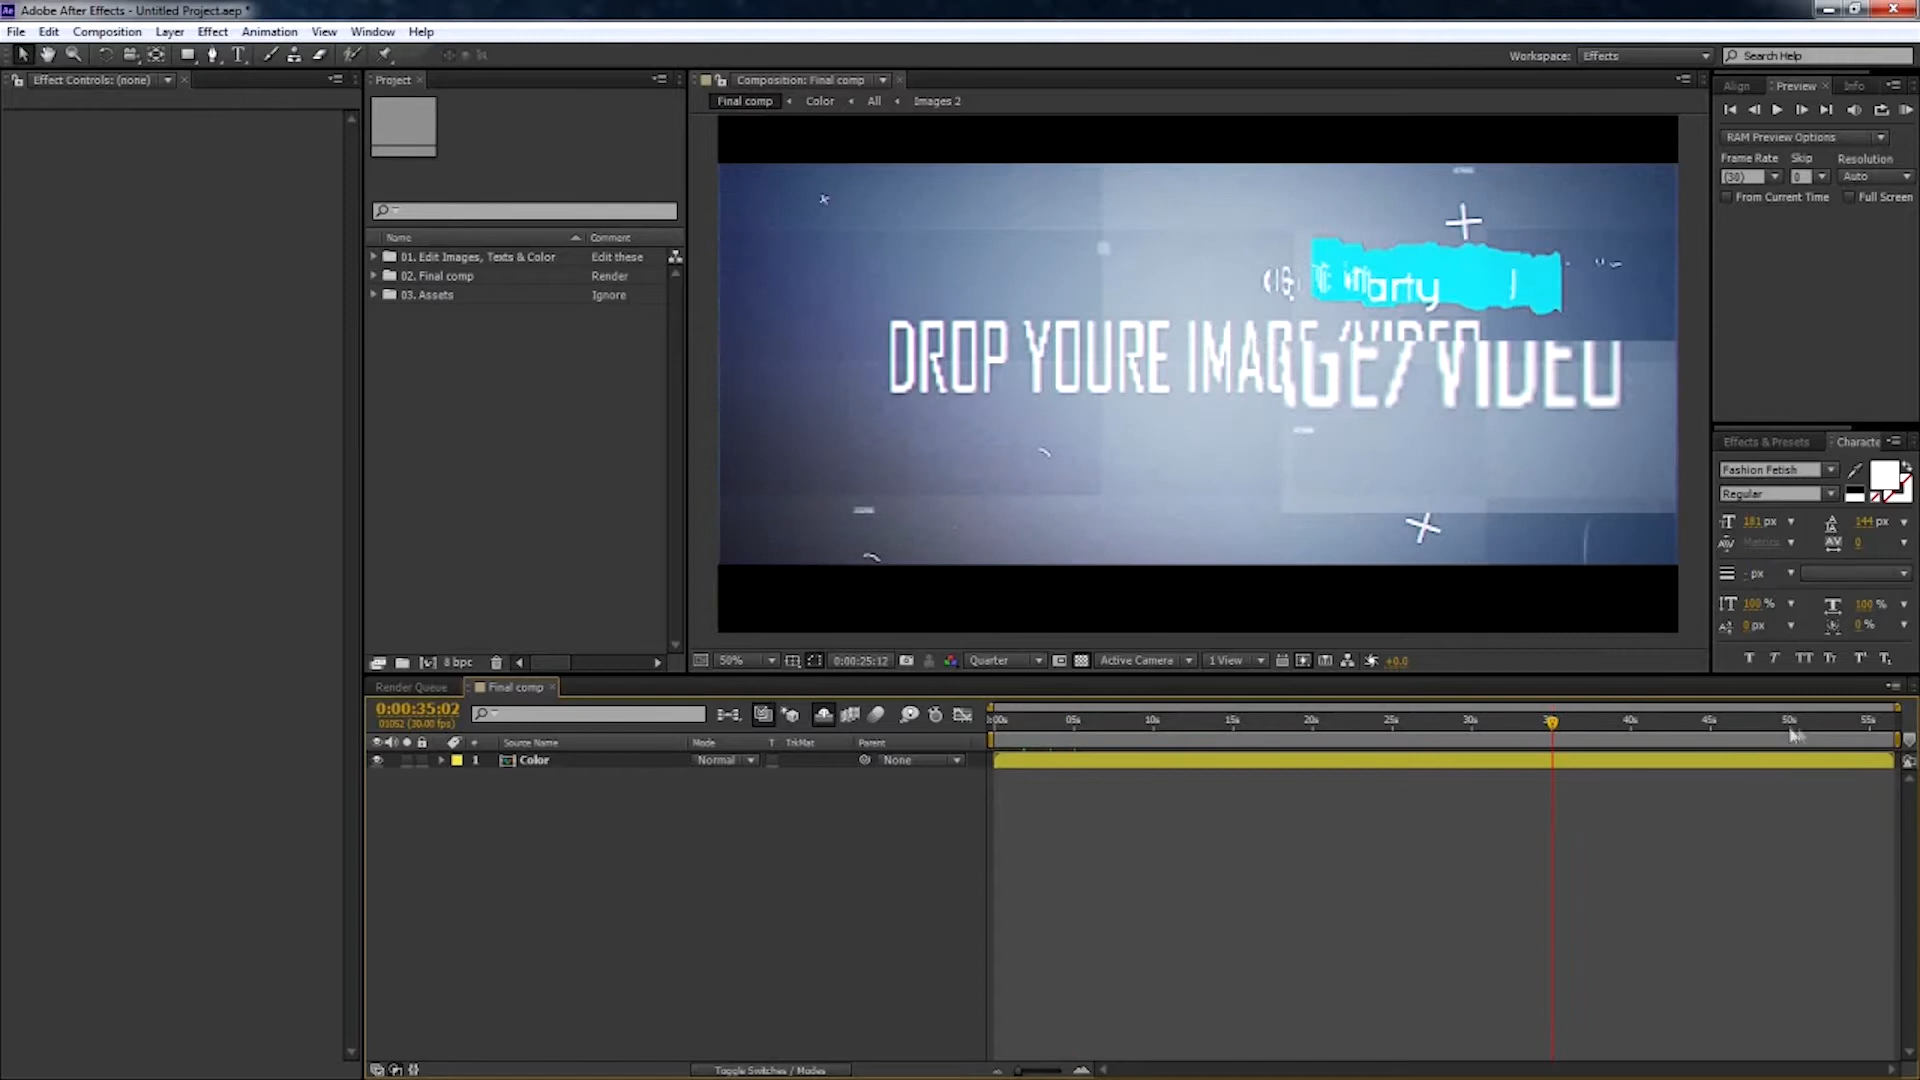 Adobe After Effects - Untitled Project.aep *
File Edit Composition Layer Effect Animation View Window Help
Workspace: Effects Search Help
Effect Controls: (none)
Project
Composition: Final comp
Final comp Color All Images 2
Align Preview Info
RAM Preview Options
Frame Rate Skip Resolution
(30) 0 Auto
From Current Time Full Screen
Name Comment
01. Edit Images, Texts & Color Edit these
02. Final comp Render
03. Assets Ignore
arty
DROP YOURE IMAGE/VIDEO
Effects & Presets Characte
Fashion Fetish
Regular
181 px 144 px
Metrics 0
- px
100 % 100 %
0 px 0 %
8 bpc
50% 0:00:25:12 Quarter Active Camera 1 View +0.0
Render Queue Final comp
0:00:35:02
01052 (30.00 fps)
:00s 05s 10s 15s 20s 25s 30s 40s 45s 50s 55s
# Source Name Mode T TrkMat Parent
1 Color Normal None
Toggle Switches / Modes